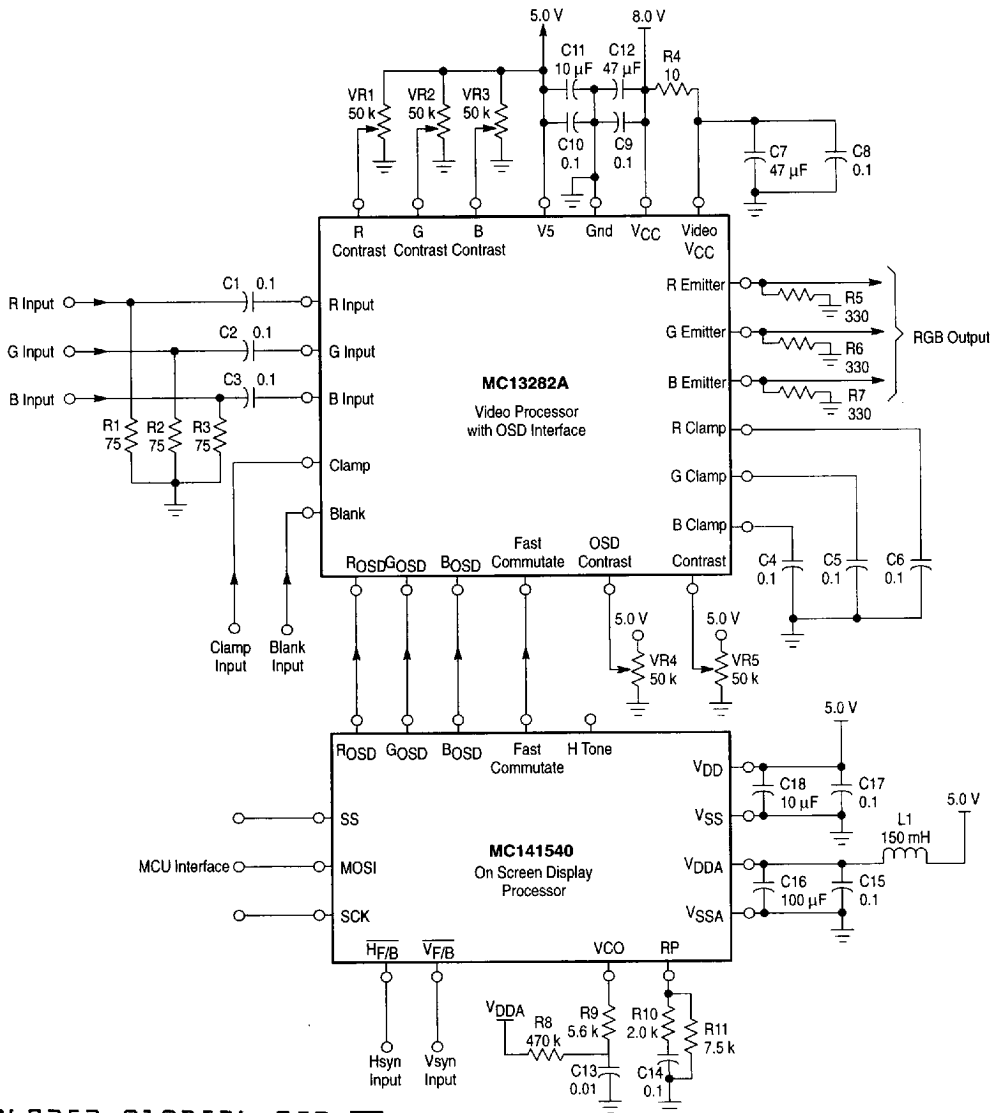 5.0 V
8.0 V
C11
10 µF
C12
47 µF
R4
10
VR1
50 k
VR2
50 k
VR3
50 k
C10
0.1
C9
0.1
C7
47 µF
C8
0.1
R
Contrast
G
Contrast
B
Contrast
V5
Gnd
VCC
Video
VCC
R Input
C1 0.1
R Input
G Input
C2 0.1
G Input
B Input
C3 0.1
B Input
R1
75
R2
75
R3
75
MC13282A
Video Processor
with OSD Interface
R Emitter
R5
330
G Emitter
R6
330
B Emitter
R7
330
RGB Output
R Clamp
G Clamp
B Clamp
C4
0.1
C5
0.1
C6
0.1
Clamp
Blank
ROSD
GOSD
BOSD
Fast
Commutate
OSD
Contrast
Contrast
Clamp
Input
Blank
Input
5.0 V
VR4
50 k
5.0 V
VR5
50 k
ROSD
GOSD
BOSD
Fast
Commutate
H Tone
5.0 V
VDD
C18
10 µF
C17
0.1
VSS
SS
MCU Interface
MOSI
SCK
MC141540
On Screen Display
Processor
5.0 V
L1
150 mH
VDDA
C16
100 µF
C15
0.1
VSSA
HF/B
VF/B
VCO
RP
Hsyn
Input
Vsyn
Input
VDDA
R8
470 k
R9
5.6 k
C13
0.01
R10
2.0 k
C14
0.1
R11
7.5 k